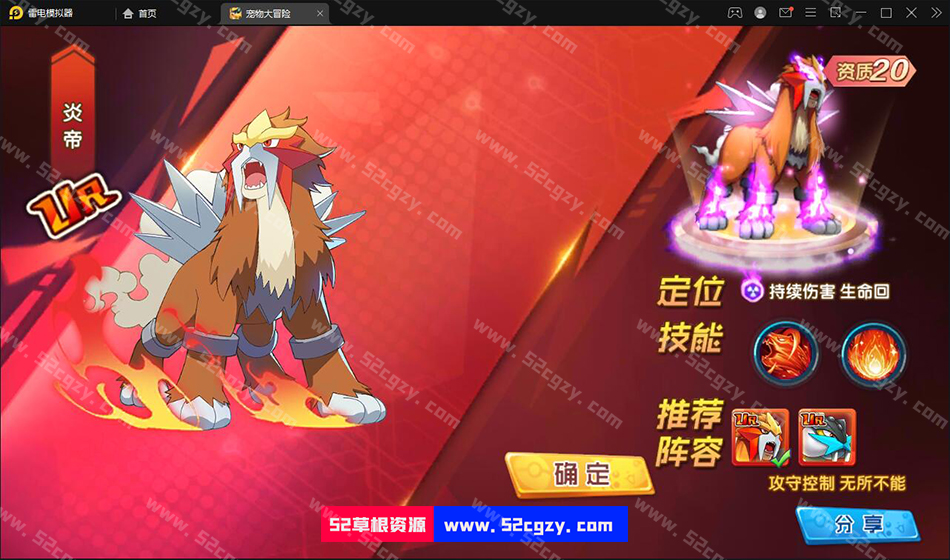 雷电模拟器
首页
宠物大冒险
炎帝
UR
资质20
定位
持续伤害 生命回
技能
推荐
阵容
UR
UR
攻守控制 无所不能
确定
分享
52草根资源 www.52cgzy.com
www.52cgzy.com